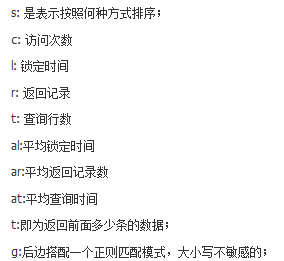 s: 是表示按照何种方式排序；
c: 访问次数
l: 锁定时间
r: 返回记录
t: 查询行数
al:平均锁定时间
ar:平均返回记录数
at:平均查询时间
t:即为返回前面多少条的数据；
g:后边搭配一个正则匹配模式，大小写不敏感的；